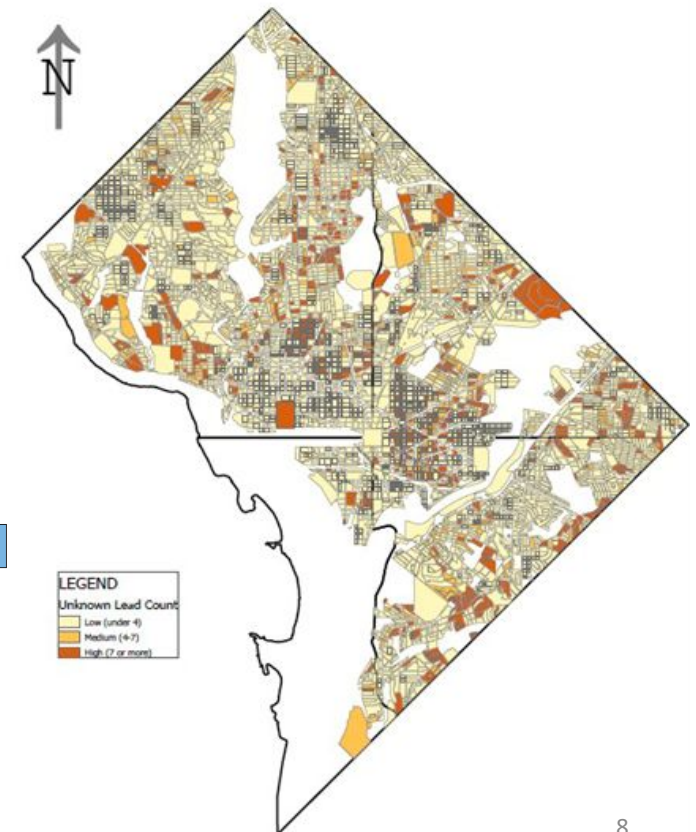 N
LEGEND
Unknown Lead Count
Low (under 4)
Medium (4-7)
High (7 or more)
8